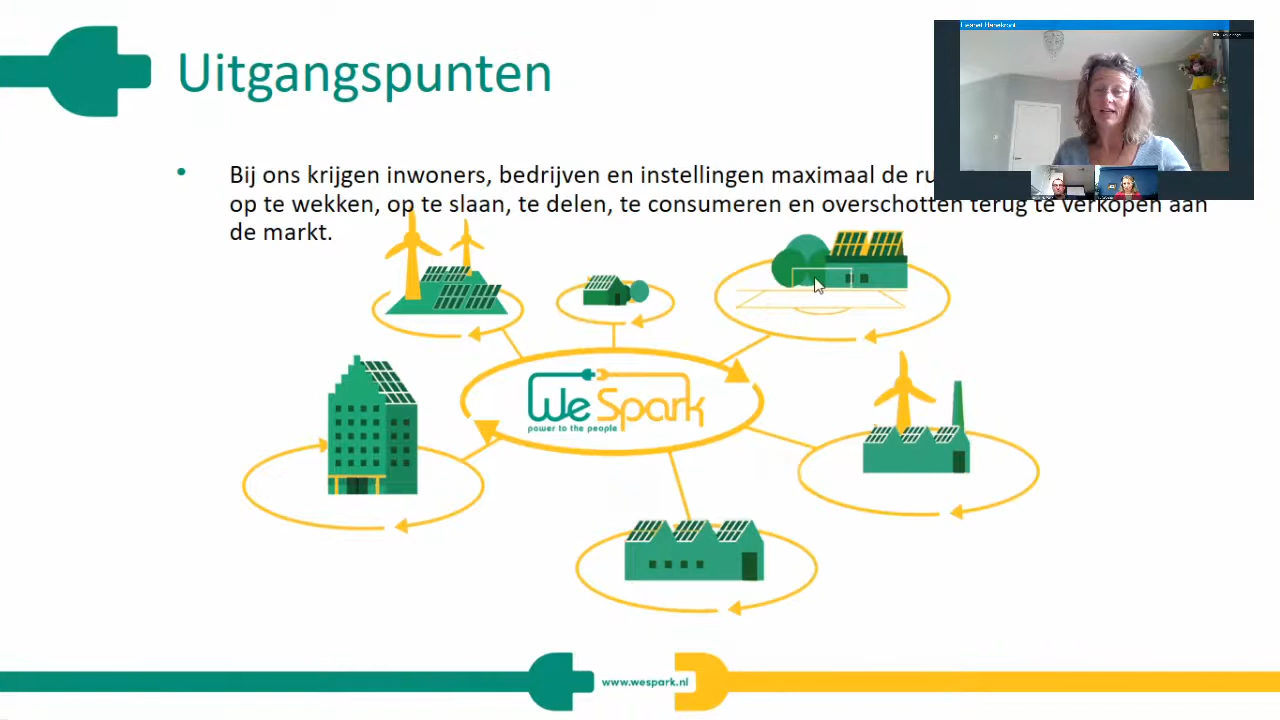 Uitgangspunten
• Bij ons krijgen inwoners, bedrijven en instellingen maximaal de
op te wekken, op te slaan, te delen, te consumeren en overschotten terug te verkopen aan
de markt.
We Spark
power to the people
www.wespark.nl